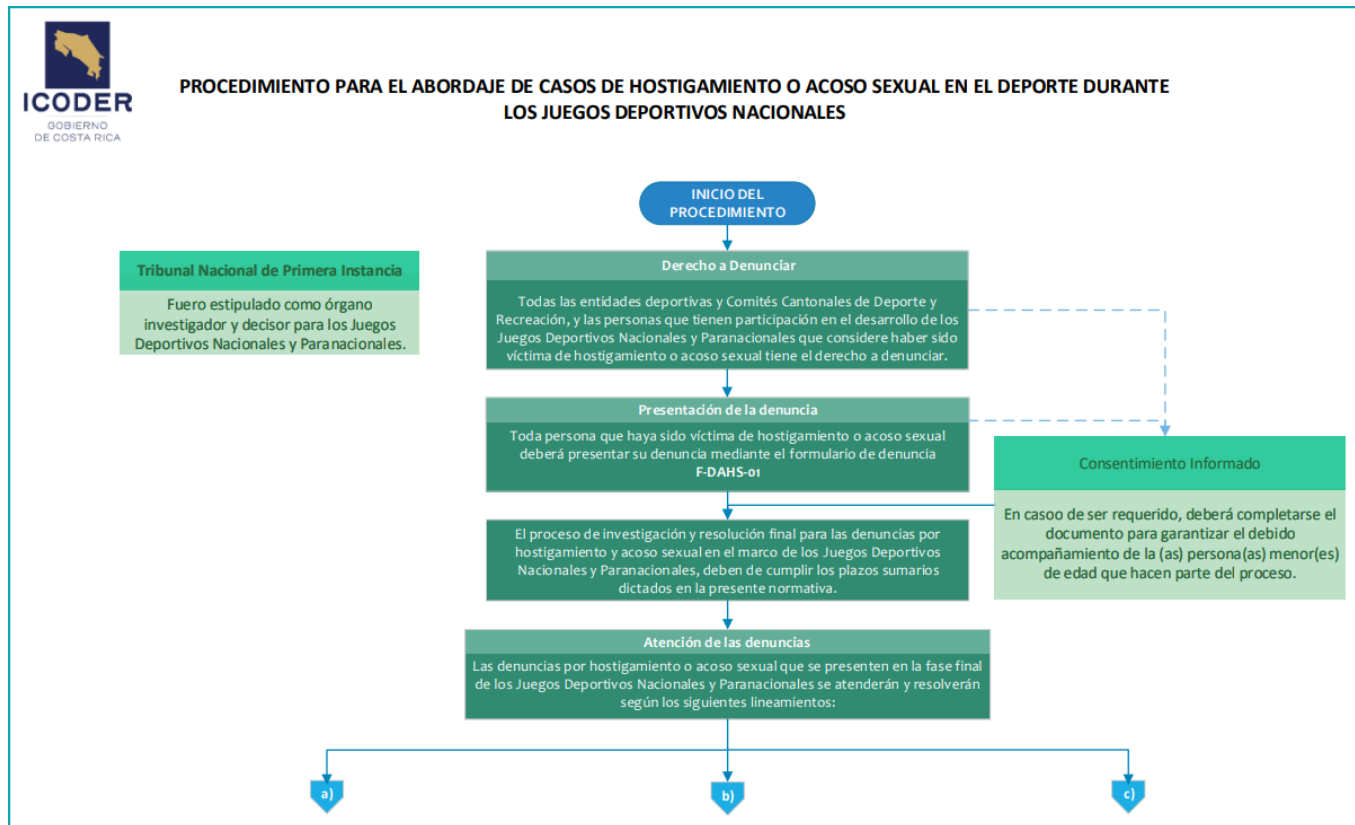 ICODER
GOBIERNO
DE COSTA RICA
PROCEDIMIENTO PARA EL ABORDAJE DE CASOS DE HOSTIGAMIENTO O ACOSO SEXUAL EN EL DEPORTE DURANTE
LOS JUEGOS DEPORTIVOS NACIONALES
INICIO DEL
PROCEDIMIENTO
Tribunal Nacional de Primera Instancia
Fuero estipulado como órgano
investigador y decisor para los Juegos
Deportivos Nacionales y Paranacionales.
Derecho a Denunciar
Todas las entidades deportivas y Comités Cantonales de Deporte y
Recreación, y las personas que tienen participación en el desarrollo de los
Juegos Deportivos Nacionales y Paranacionales que considere haber sido
víctima de hostigamiento o acoso sexual tiene el derecho a denunciar.
Presentación de la denuncia
Toda persona que haya sido víctima de hostigamiento o acoso sexual
deberá presentar su denuncia mediante el formulario de denuncia
F-DAHS-01
Consentimiento Informado
En casoo de ser requerido, deberá completarse el
documento para garantizar el debido
acompañamiento de la (as) persona(as) menor(es)
de edad que hacen parte del proceso.
El proceso de investigación y resolución final para las denuncias por
hostigamiento y acoso sexual en el marco de los Juegos Deportivos
Nacionales y Paranacionales, deben de cumplir los plazos sumarios
dictados en la presente normativa.
Atención de las denuncias
Las denuncias por hostigamiento o acoso sexual que se presenten en la fase final
de los Juegos Deportivos Nacionales y Paranacionales se atenderán y resolverán
según los siguientes lineamientos:
a)
b)
c)